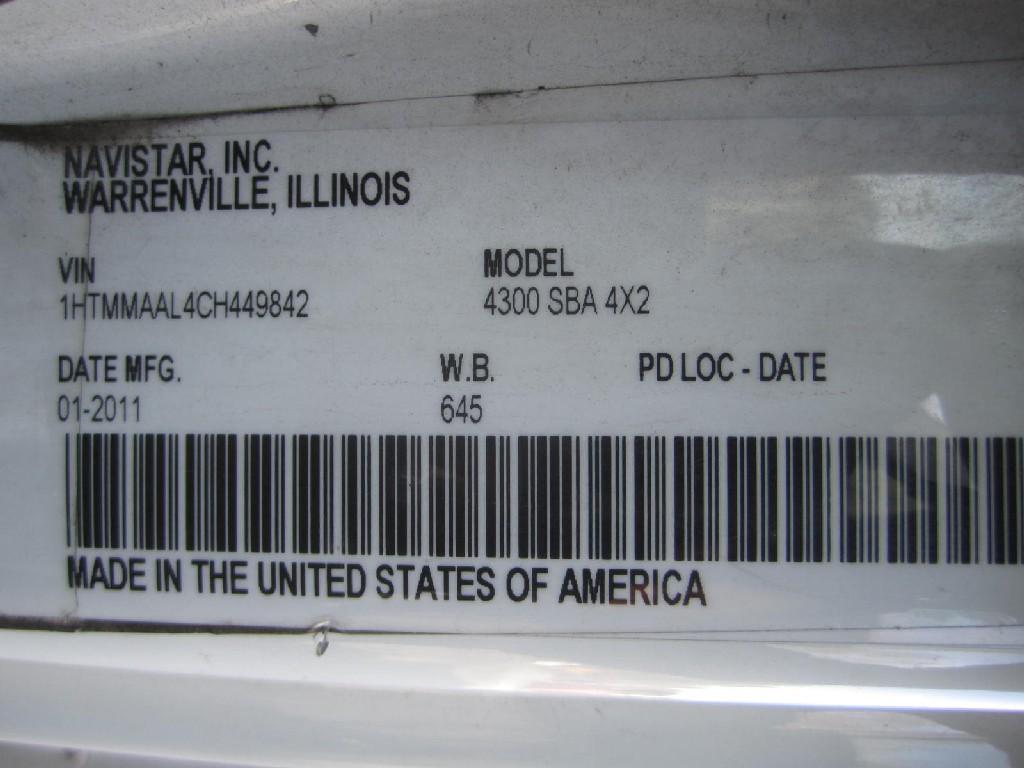 NAVISTAR, INC.
WARRENVILLE, ILLINOIS
VIN
1HTMMAAL4CH449842
MODEL
4300 SBA 4X2
DATE MFG.
01-2011
W.B.
645
PD LOC - DATE
MADE IN THE UNITED STATES OF AMERICA